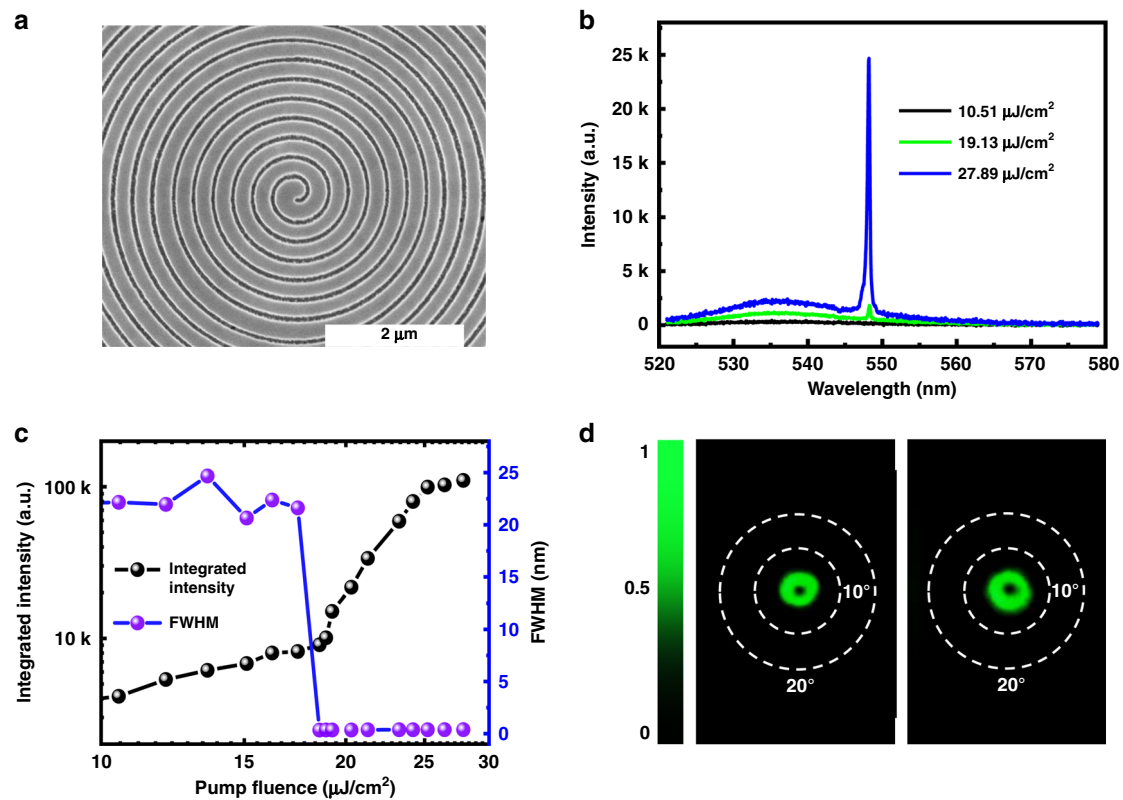 a
2 μm
b
25 k
20 k
15 k
10 k
5 k
0
Intensity (a.u.)
10.51 μJ/cm²
19.13 μJ/cm²
27.89 μJ/cm²
520 530 540 550 560 570 580
Wavelength (nm)
c
100 k
10 k
Integrated intensity (a.u.)
Integrated
intensity
FWHM
25
20
15
10
5
0
FWHM (nm)
10 15 20 25 30
Pump fluence (μJ/cm²)
d
1
0.5
0
10°
20°
10°
20°